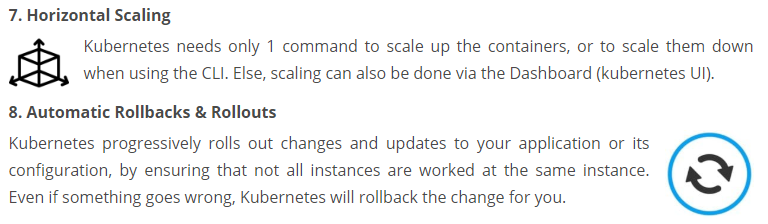 7. Horizontal Scaling
Kubernetes needs only 1 command to scale up the containers, or to scale them down
when using the CLI. Else, scaling can also be done via the Dashboard (kubernetes UI).
8. Automatic Rollbacks & Rollouts
Kubernetes progressively rolls out changes and updates to your application or its
configuration, by ensuring that not all instances are worked at the same instance.
Even if something goes wrong, Kubernetes will rollback the change for you.